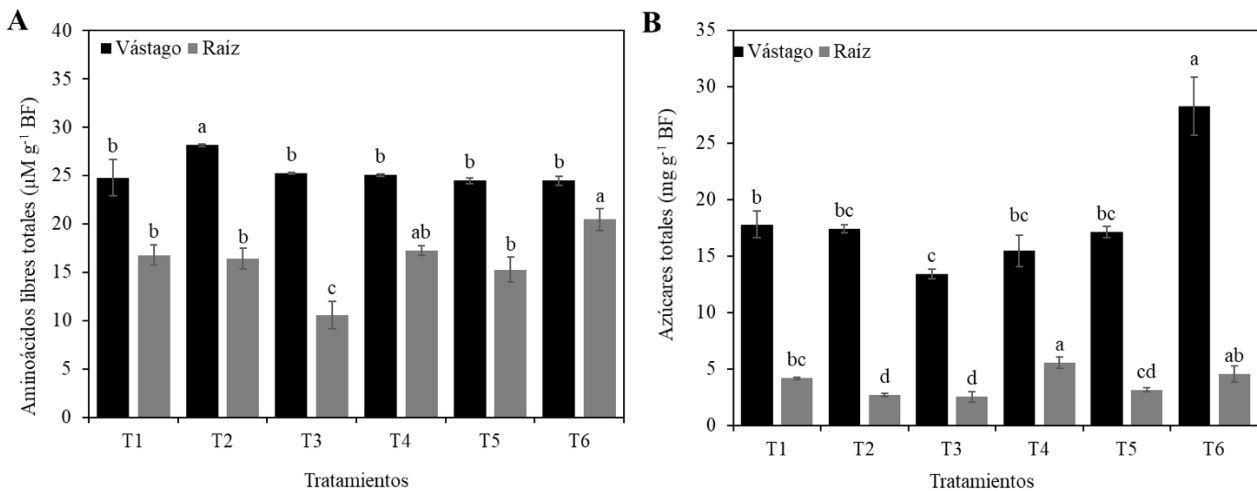 A
Aminoácidos libres totales (µM g-1 BF)
40
35
30
25
20
15
10
5
0
Vástago Raíz
b b a b b c b ab b b b a
T1 T2 T3 T4 T5 T6
Tratamientos
B
Azúcares totales (mg g-1 BF)
35
30
25
20
15
10
5
0
Vástago Raíz
b bc bc d c d bc a bc cd a ab
T1 T2 T3 T4 T5 T6
Tratamientos